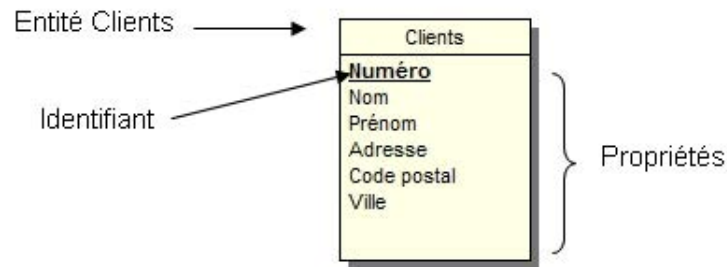 Entité Clients
Clients
Numéro
Identifiant
Nom
Prénom
Adresse
Propriétés
Code postal
Ville